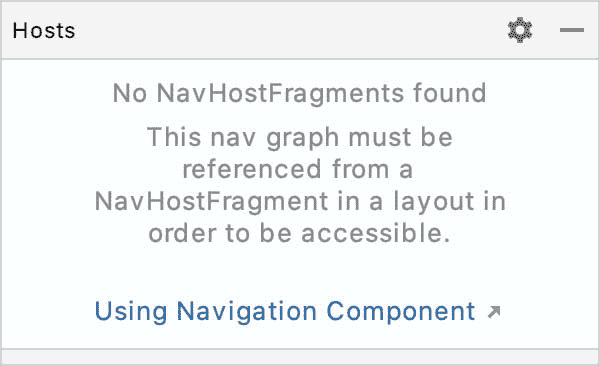 Hosts
No NavHostFragments found
This nav graph must be
referenced from a
NavHostFragment in a layout in
order to be accessible.
Using Navigation Component